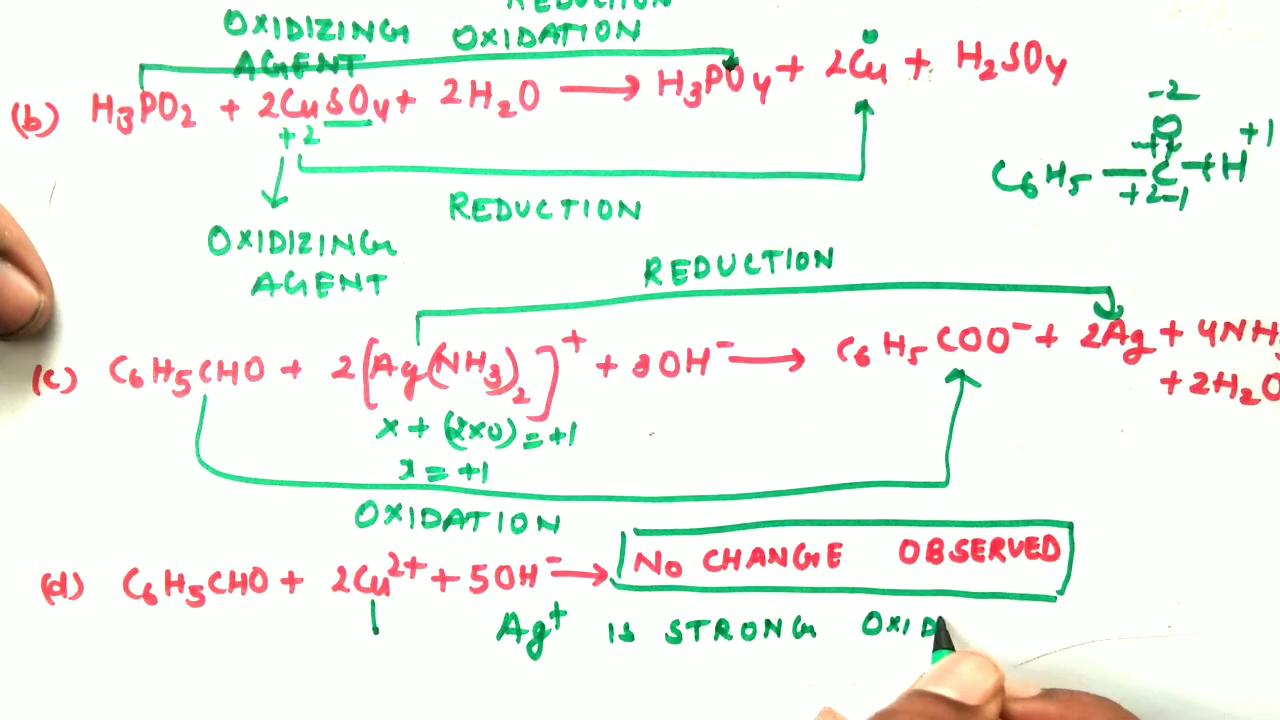 REDUCTION
OXIDIZING OXIDATION
AGENT
(b) H₃PO₂ + 2CuSO₄ + 2H₂O → H₃PO₄ + 2Cu + H₂SO₄
+2
0
REDUCTION
OXIDIZING
AGENT
-2
O
C₆H₅ — C — H +1
+2-1
REDUCTION
(c) C₆H₅CHO + 2[Ag(NH₃)₂]⁺ + 3OH⁻ → C₆H₅COO⁻ + 2Ag + 4NH₃
+ 2H₂O
x + (2x0) = +1
x = +1
OXIDATION
(d) C₆H₅CHO + 2Cu²⁺ + 5OH⁻ → NO CHANGE OBSERVED
Ag⁺ IS STRONG OXID